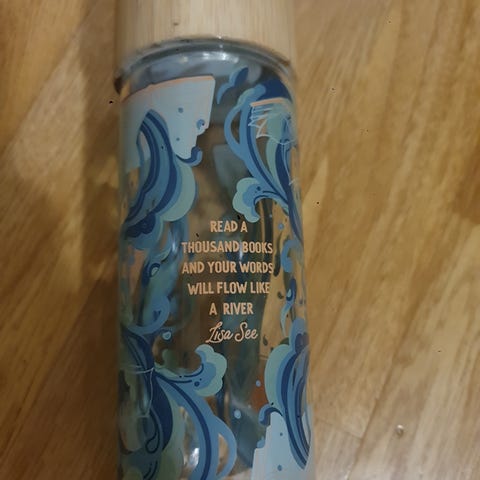 READ A
THOUSAND BOOKS
AND YOUR WORDS
WILL FLOW LIKE
A RIVER
Lisa See